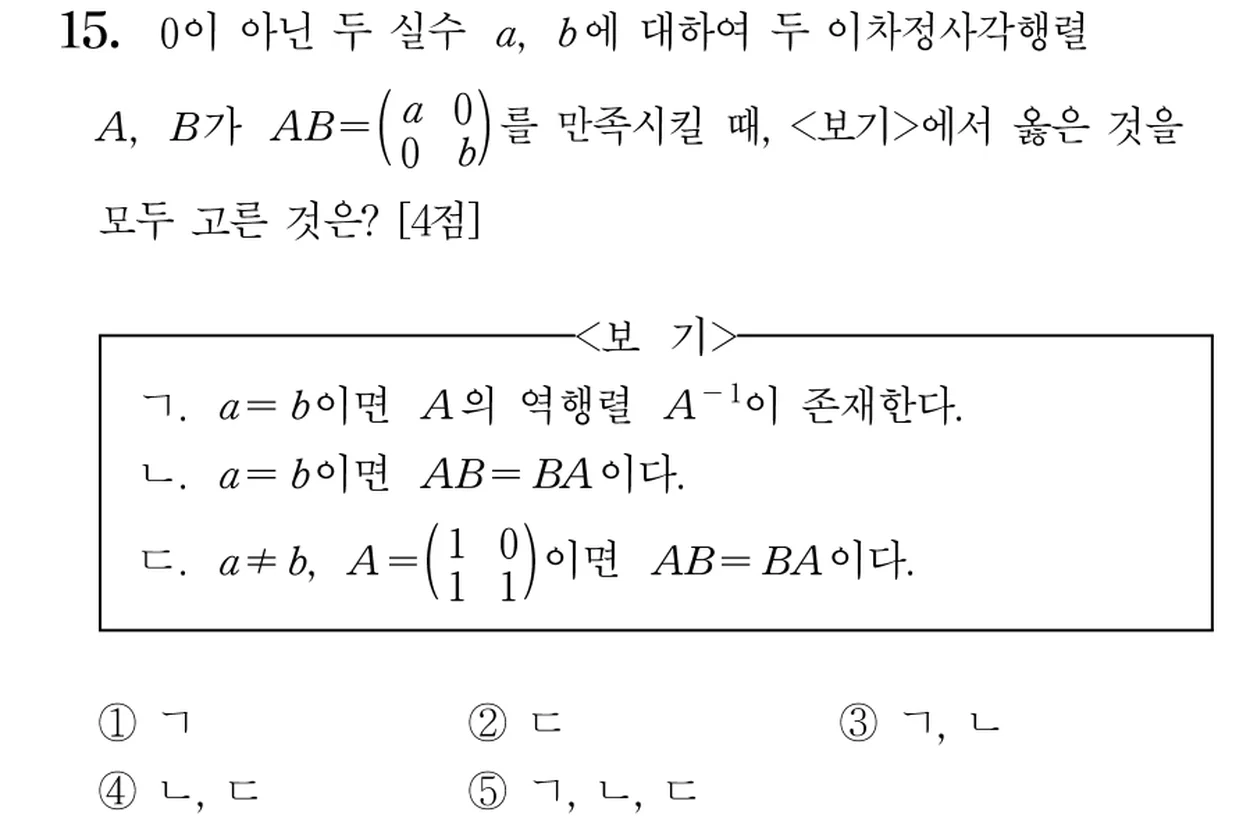 15. 0이 아닌 두 실수 a, b에 대하여 두 이차정사각행렬
A, B가 AB=(a 0
0 b)를 만족시킬 때, <보기>에서 옳은 것을
모두 고른 것은? [4점]
<보 기>
ㄱ. a=b이면 A의 역행렬 A⁻¹이 존재한다.
ㄴ. a=b이면 AB=BA이다.
ㄷ. a≠b, A=(1 0
1 1)이면 AB=BA이다.
① ㄱ ② ㄷ ③ ㄱ, ㄴ
④ ㄴ, ㄷ ⑤ ㄱ, ㄴ, ㄷ